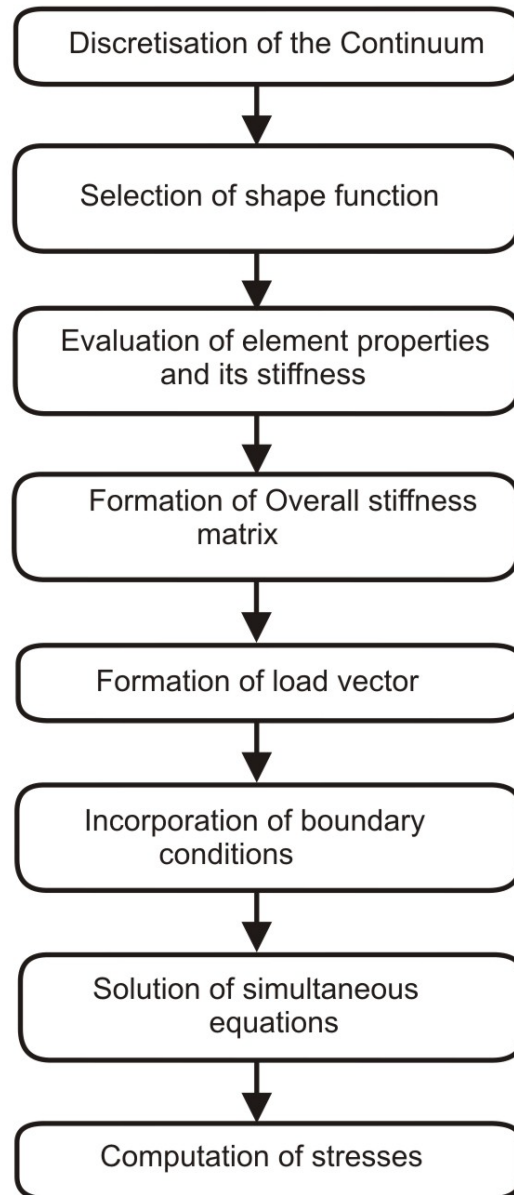 Discretisation of the Continuum
Selection of shape function
Evaluation of element properties
and its stiffness
Formation of Overall stiffness
matrix
Formation of load vector
Incorporation of boundary
conditions
Solution of simultaneous
equations
Computation of stresses